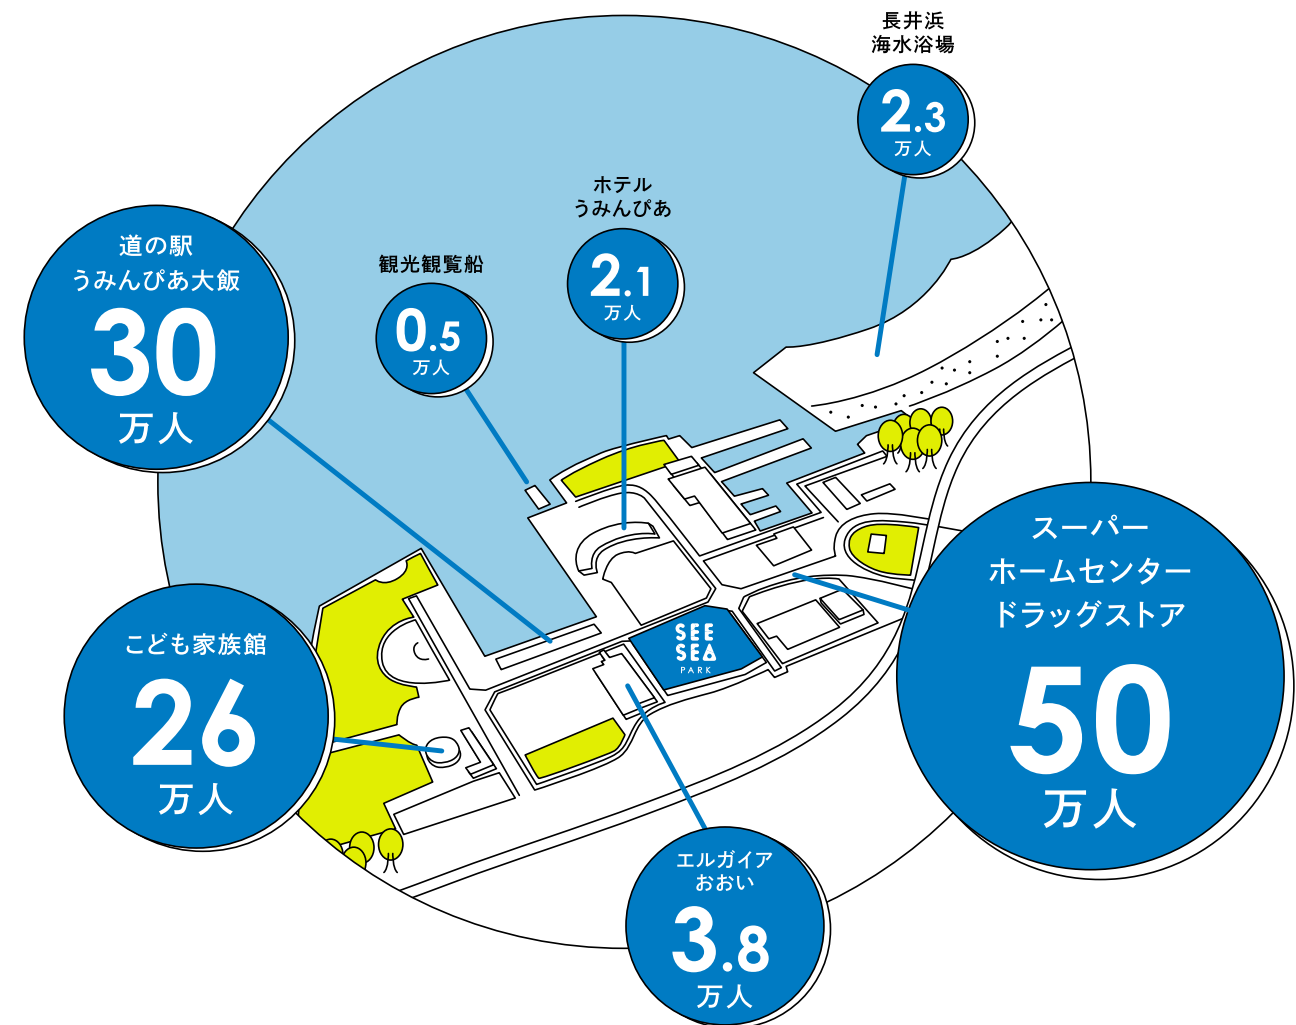 長井浜
海水浴場
2.3
万人
ホテル
うみんぴあ
2.1
万人
道の駅
うみんぴあ大飯
30
万人
観光観覧船
0.5
万人
スーパー
ホームセンター
ドラッグストア
50
万人
こども家族館
26
万人
SEE
SEA
PARK
エルガイア
おおい
3.8
万人